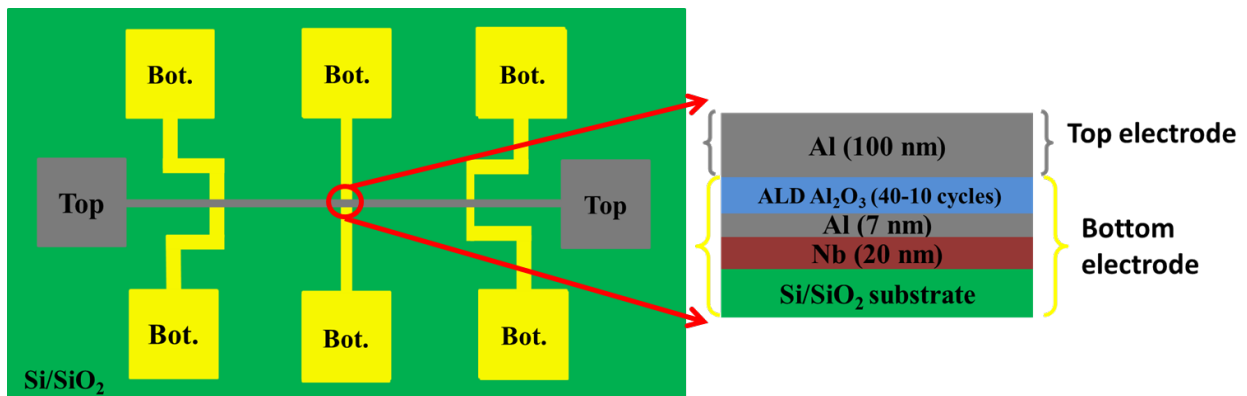 Bot.
Bot.
Bot.
Top
Top
Bot.
Bot.
Bot.
Si/SiO₂
Al (100 nm)
ALD Al₂O₃ (40-10 cycles)
Al (7 nm)
Nb (20 nm)
Si/SiO₂ substrate
Top electrode
Bottom
electrode